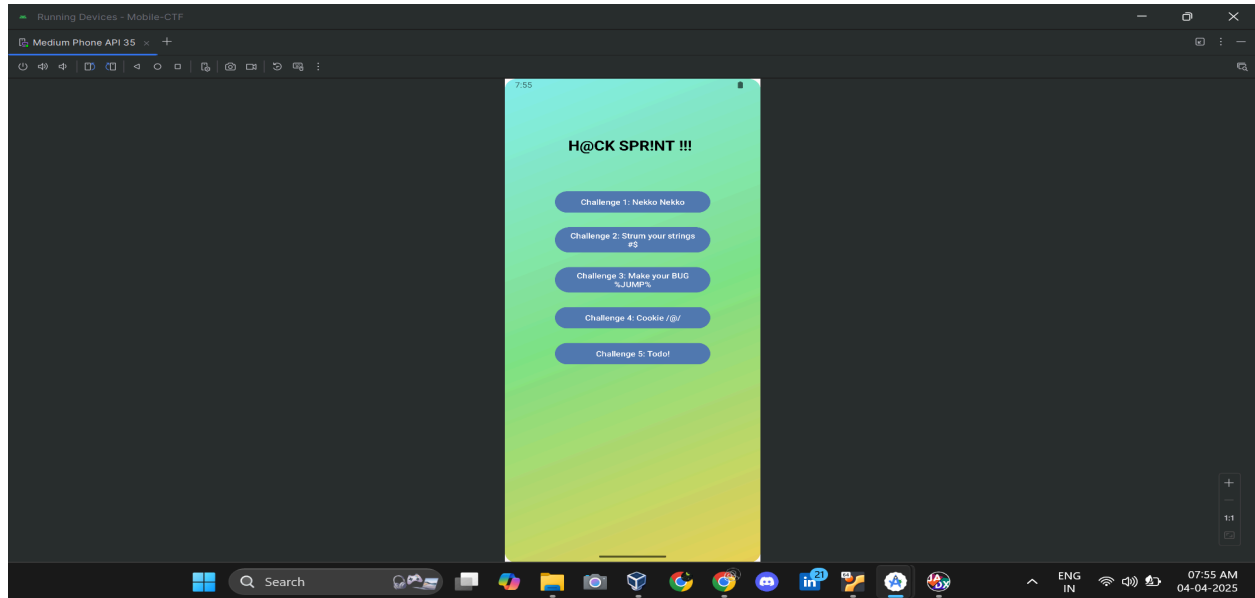 Running Devices - Mobile-CTF
Medium Phone API 35
7:55
H@CK SPR!NT !!!
Challenge 1: Nekko Nekko
Challenge 2: Strum your strings
#$
Challenge 3: Make your BUG
%JUMP%
Challenge 4: Cookie /@/
Challenge 5: Todo!
1:1
Search
21
ENG
IN
07:55 AM
04-04-2025